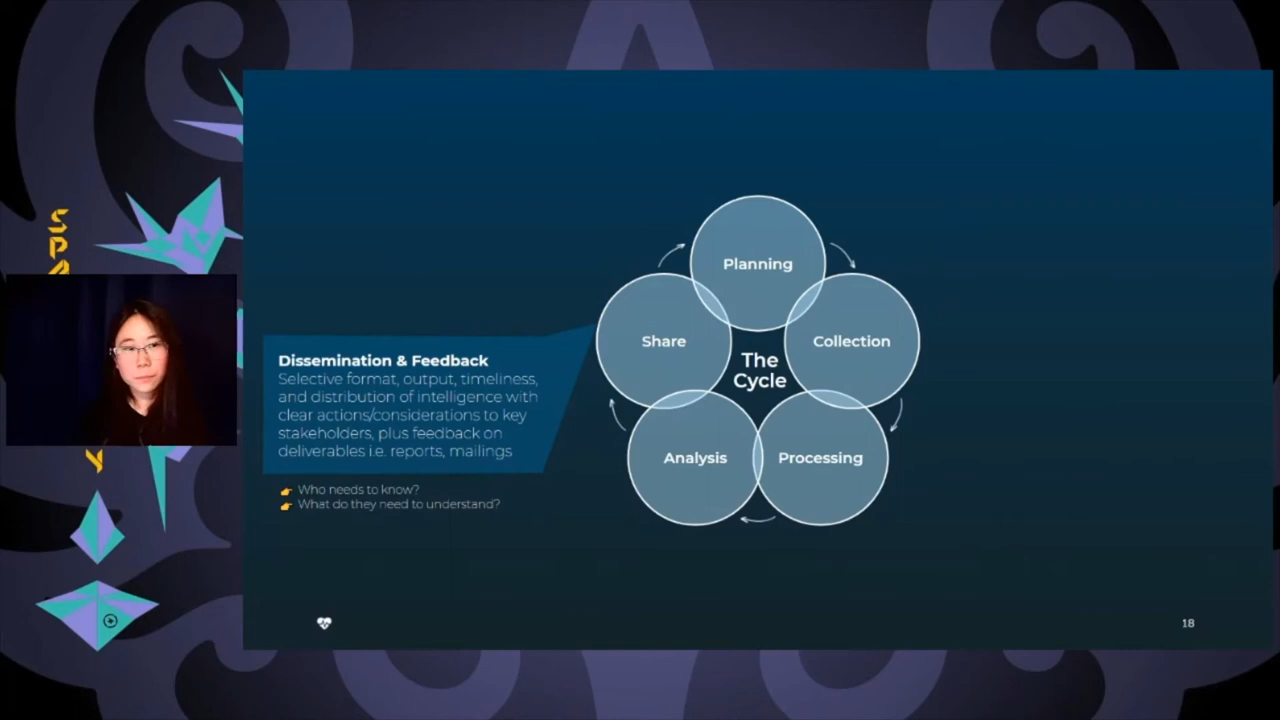 SPA
Y
Planning
Share
Collection
The
Cycle
Analysis
Processing
Dissemination & Feedback
Selective format, output, timeliness,
and distribution of intelligence with
clear actions/considerations to key
stakeholders, plus feedback on
deliverables i.e. reports, mailings
Who needs to know?
What do they need to understand?
18